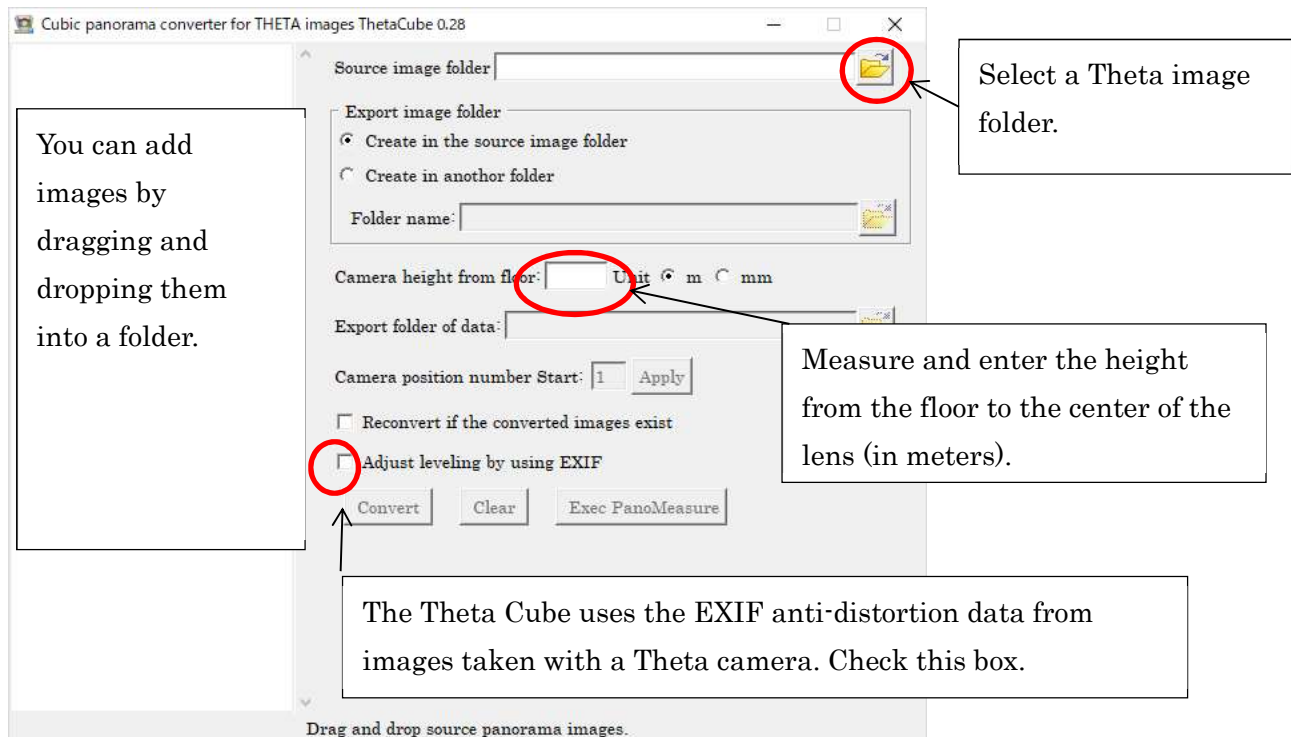 Cubic panorama converter for THETA images ThetaCube 0.28
Source image folder
Select a Theta image
folder.
You can add
images by
dragging and
dropping them
into a folder.
Export image folder
Create in the source image folder
Create in anothor folder
Folder name:
Camera height from floor: Unit m mm
Export folder of data:
Measure and enter the height
from the floor to the center of the
lens (in meters).
Camera position number Start: 1 Apply
Reconvert if the converted images exist
Adjust leveling by using EXIF
Convert Clear Exec PanoMeasure
The Theta Cube uses the EXIF anti-distortion data from
images taken with a Theta camera. Check this box.
Drag and drop source panorama images.